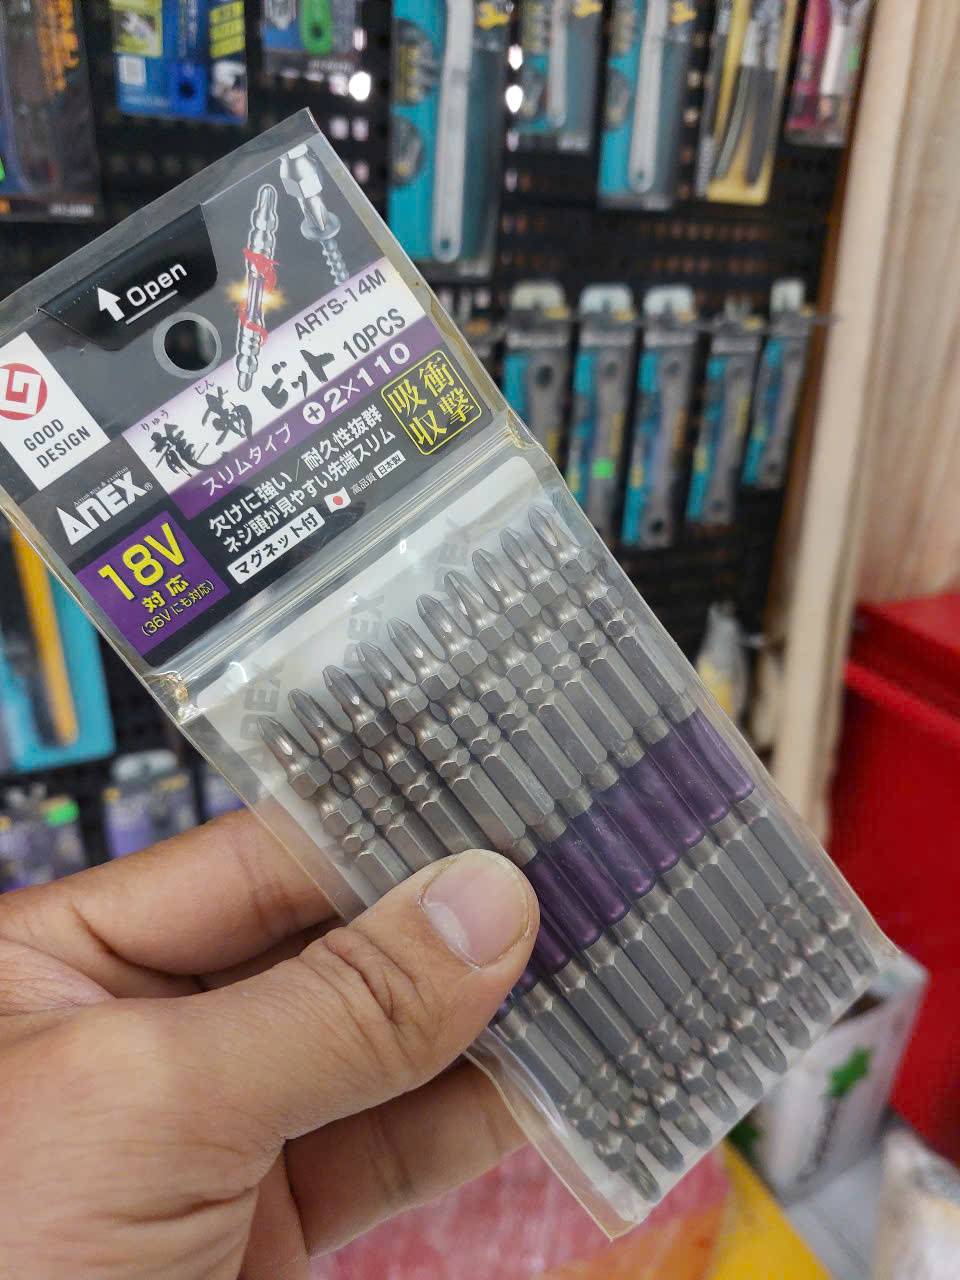 Open
ARTS-14M
GOOD
DESIGN
りゅう じん
龍靭ビット 10PCS
スリムタイプ ⊕2×110
欠けに強い/耐久性抜群
ネジ頭が見やすい先端スリム
マグネット付 高品質 日本製
衝撃
吸収
ANEX®
18V
対応
(36Vにも対応)
ANEX
ANEX
ANEX